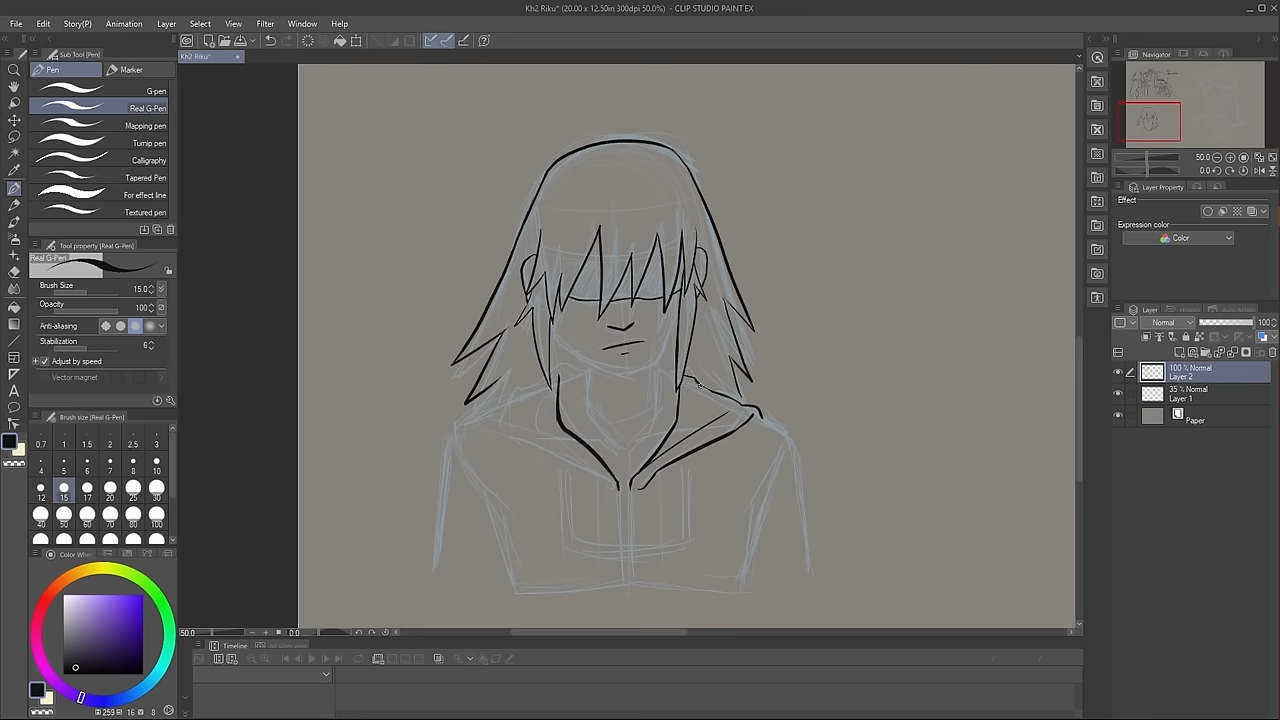 Kh2 Riku* (20.00 x 12.50in 300dpi 50.0%) - CLIP STUDIO PAINT EX
File Edit Story(P) Animation Layer Select View Filter Window Help
Kh2 Riku*
Sub Tool [Pen]
Pen Marker
G-pen
Real G-Pen
Mapping pen
Turnip pen
Calligraphy
Tapered Pen
For effect line
Textured pen
Tool property [Real G-Pen]
Real G-Pen
Brush Size 15.0
Opacity 100
Anti-aliasing
Stabilization 6
Adjust by speed
Vector magnet
Brush size [Real G-Pen]
0.7 1 1.5 2 2.5 3
4 5 6 7 8 10
12 15 17 20 25 30
40 50 60 70 80 100
Color Whe
259 16 8
50.0 0.0
Timeline
Navigator
50.0
0.0
Layer Property
Effect
Expression color
Color
Layer
Normal 100
100 % Normal
Layer 2
35 % Normal
Layer 1
Paper